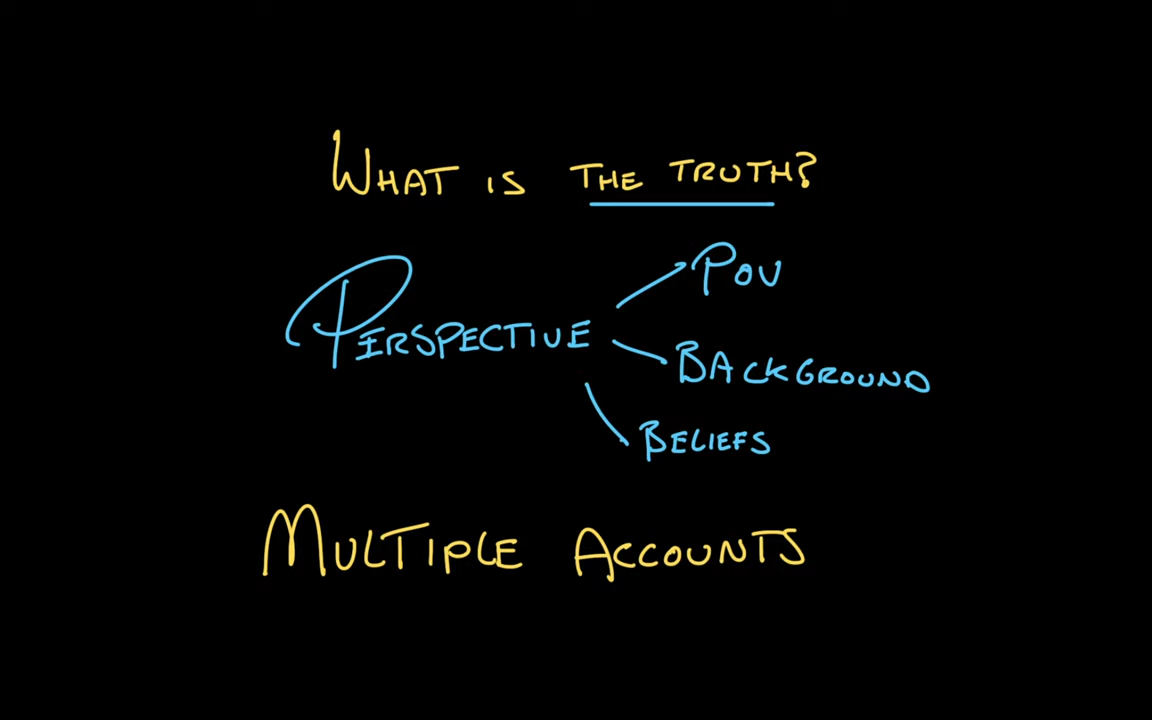 WHAT IS THE TRUTH?
POV
PERSPECTIVE
BACKGROUND
BELIEFS
MULTIPLE ACCOUNTS